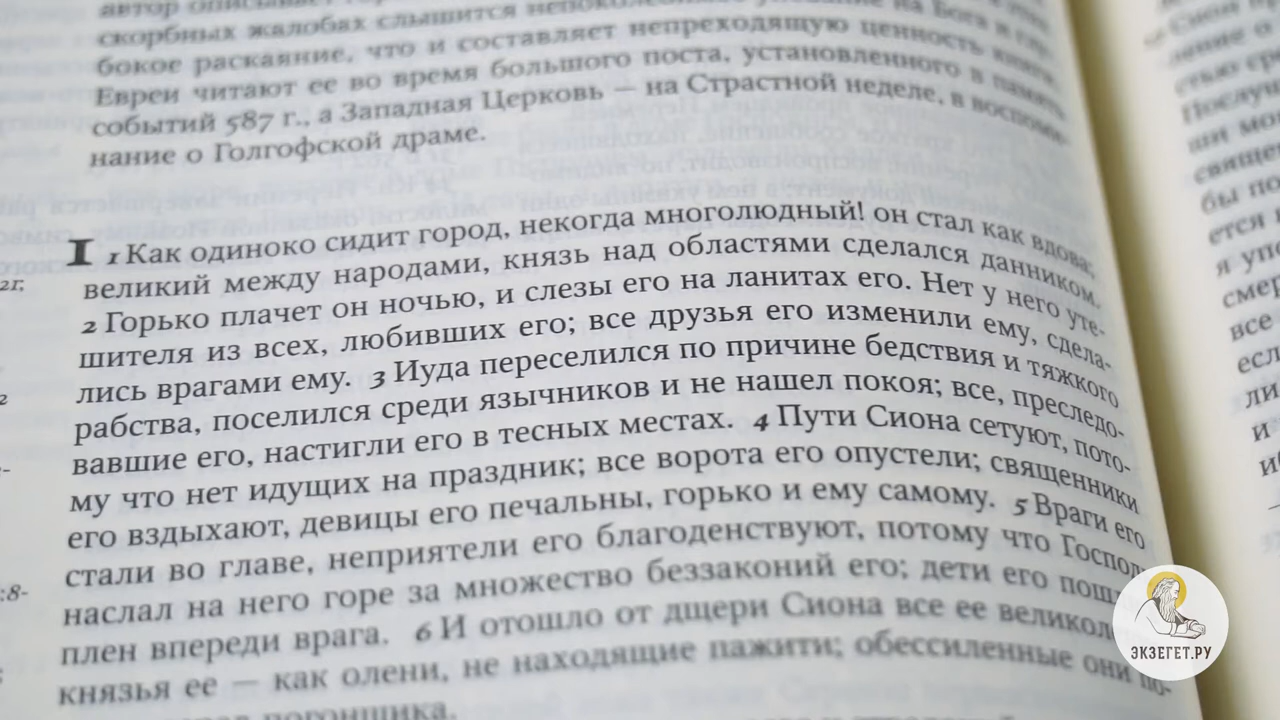 автор описывает
скорбных жалобах слышится непоколебимое упование на Бога и глу-
бокое раскаяние, что и составляет непреходящую ценность книги.
Евреи читают ее во время большого поста, установленного в память
событий 587 г., а Западная Церковь — на Страстной неделе, в воспоми-
нание о Голгофской драме.
1 1 Как одиноко сидит город, некогда многолюдный! он стал как вдова;
великий между народами, князь над областями сделался данником.
2 Горько плачет он ночью, и слезы его на ланитах его. Нет у него уте-
шителя из всех, любивших его; все друзья его изменили ему, сдела-
лись врагами ему. 3 Иуда переселился по причине бедствия и тяжкого
рабства, поселился среди язычников и не нашел покоя; все, преследо-
вавшие его, настигли его в тесных местах. 4 Пути Сиона сетуют, пото-
му что нет идущих на праздник; все ворота его опустели; священники
его вздыхают, девицы его печальны, горько и ему самому. 5 Враги его
стали во главе, неприятели его благоденствуют, потому что Господь
наслал на него горе за множество беззаконий его; дети его пошли
плен впереди врага. 6 И отошло от дщери Сиона все ее великол
князья ее — как олени, не находящие пажити; обессиленные они по-
погонщика.
ЭКЗЕГЕТ.РУ